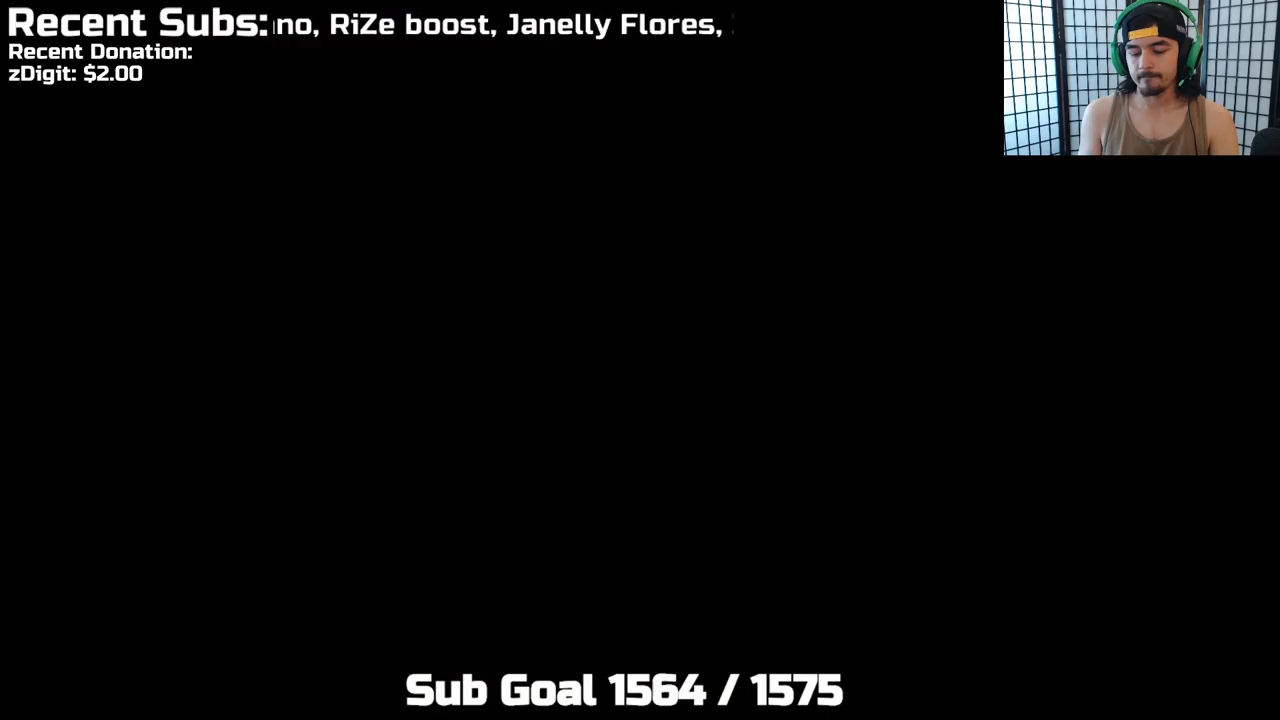 Recent Subs: no, RiZe boost, Janelly Flores,
Recent Donation:
zDigit: $2.00
Sub Goal 1564 / 1575